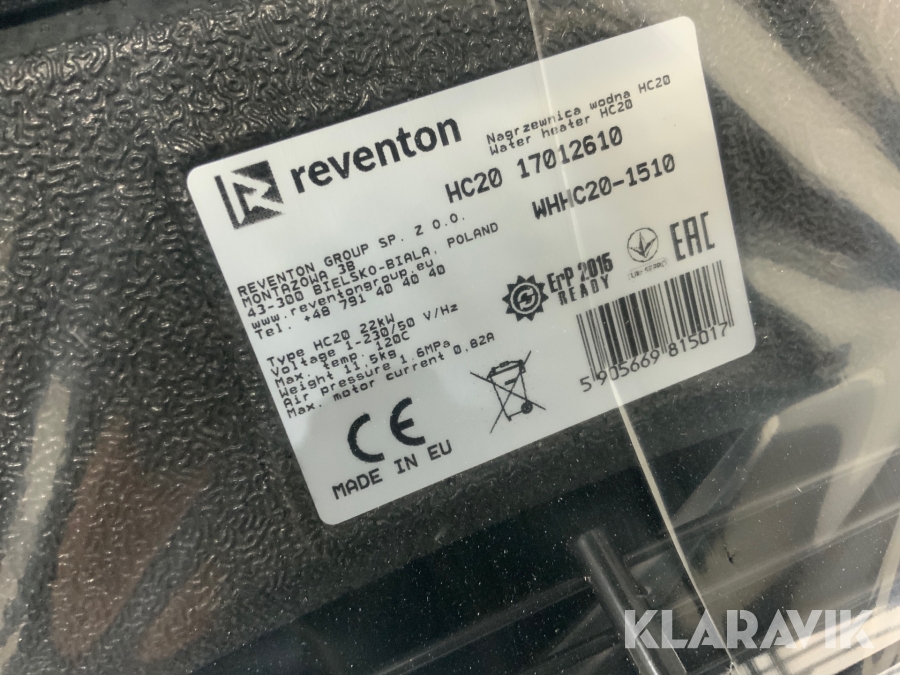 reventon
Nagrzewnica wodna HC20
Water heater HC20
HC20 17012610
WHHC20-1510
REVENTON GROUP SP. Z O.O.
MONTAZOWA 3B
43-300 BIELSKO-BIALA, POLAND
www.reventongroup.eu
Tel. +48 791 40 40 40
Type HC20 22kW
Voltage 1-230/50 V/Hz
Max. temp. 120C
Weight 11.5kg
Air pressure 1.6MPa
Max. motor current 0.82A
ErP 2015
READY
EAC
5 905669 815017
CE
MADE IN EU
KLARAVIK